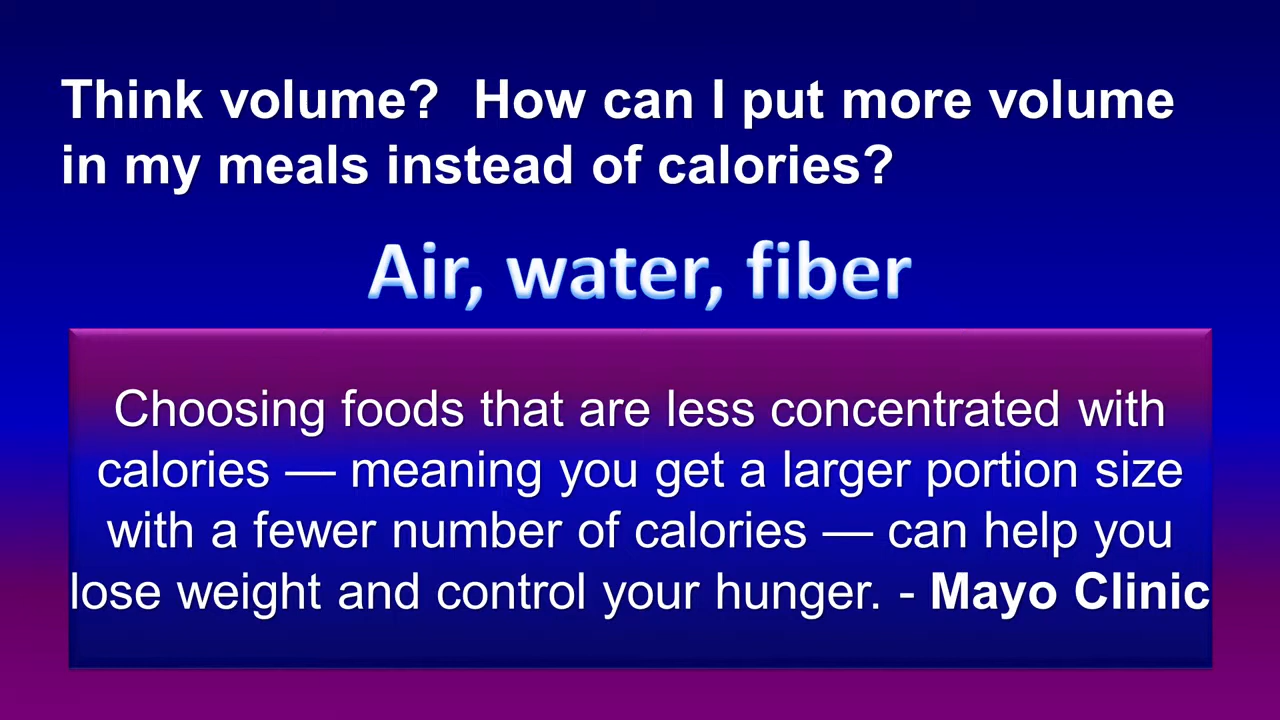 Think volume?  How can I put more volume
in my meals instead of calories?
Air, water, fiber
Choosing foods that are less concentrated with
calories — meaning you get a larger portion size
with a fewer number of calories — can help you
lose weight and control your hunger. - Mayo Clinic